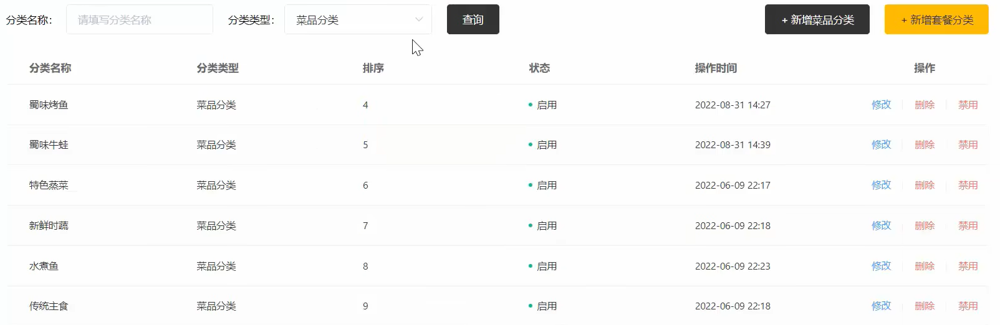 分类名称： 请填写分类名称 分类类型： 菜品分类 查询 + 新增菜品分类 + 新增套餐分类
分类名称 分类类型 排序 状态 操作时间 操作
蜀味烤鱼 菜品分类 4 启用 2022-08-31 14:27 修改 删除 禁用
蜀味牛蛙 菜品分类 5 启用 2022-08-31 14:39 修改 删除 禁用
特色蒸菜 菜品分类 6 启用 2022-06-09 22:17 修改 删除 禁用
新鲜时蔬 菜品分类 7 启用 2022-06-09 22:18 修改 删除 禁用
水煮鱼 菜品分类 8 启用 2022-06-09 22:23 修改 删除 禁用
传统主食 菜品分类 9 启用 2022-06-09 22:18 修改 删除 禁用